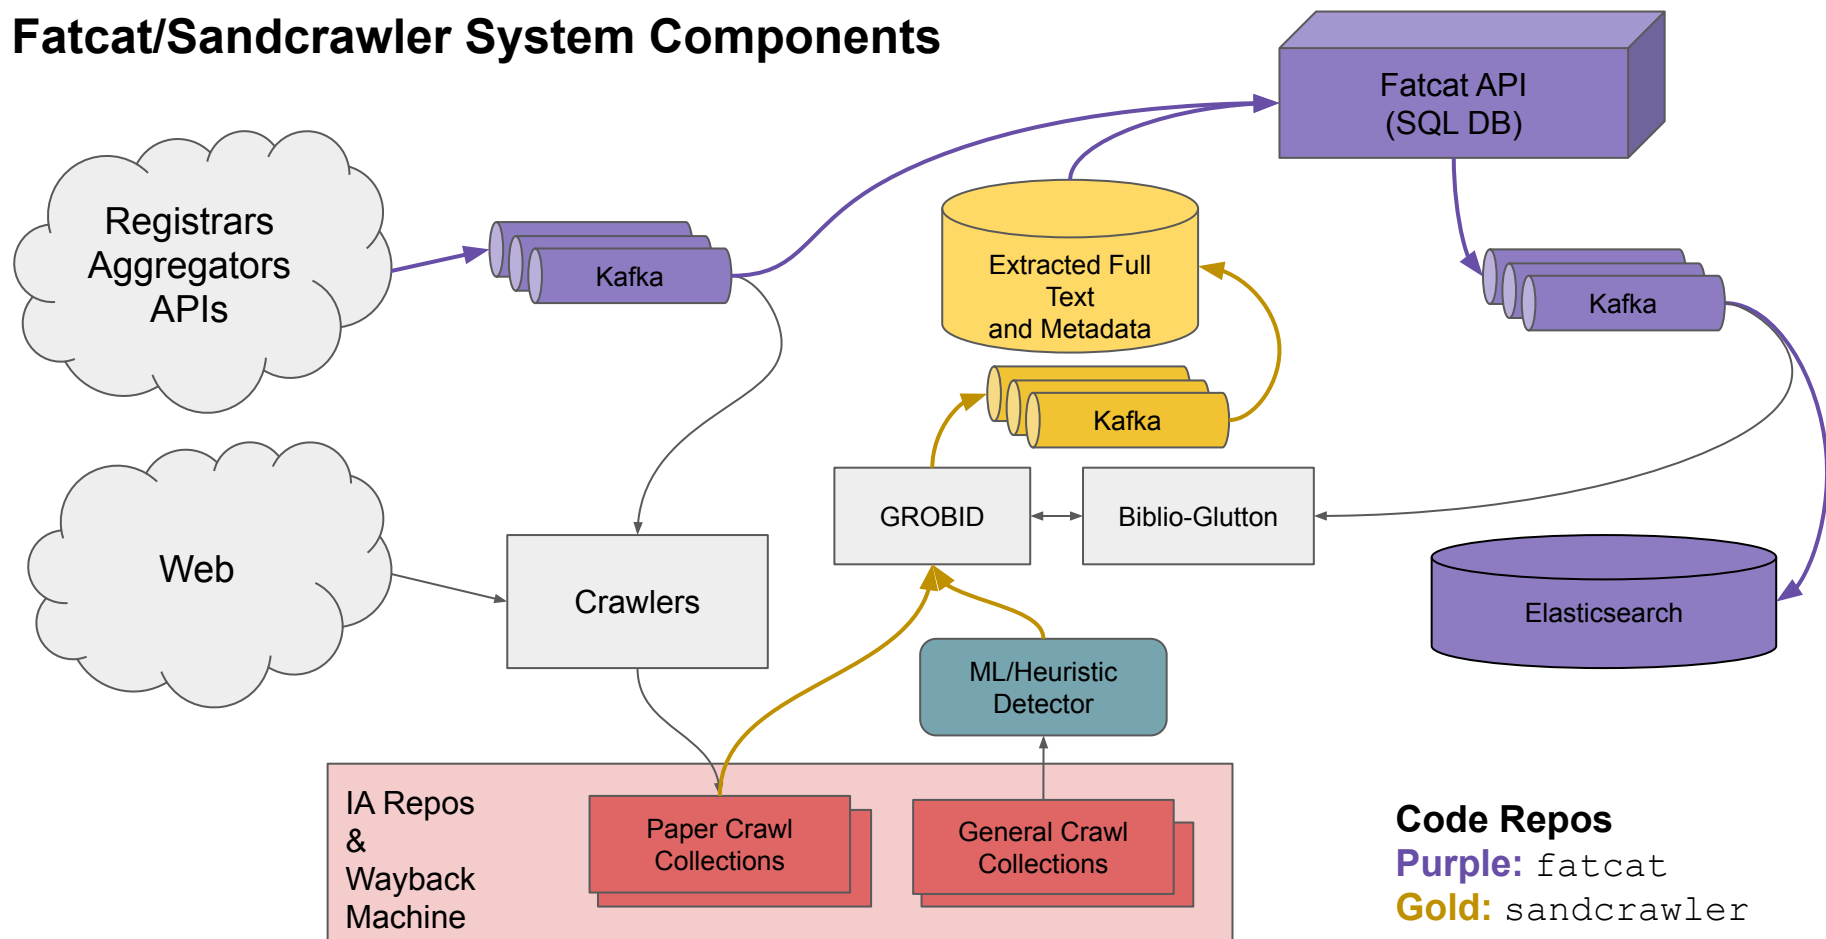 Fatcat/Sandcrawler System Components
Fatcat API
(SQL DB)
Registrars
Aggregators
APIs
Kafka
Extracted Full
Text
and Metadata
Kafka
Kafka
GROBID
Biblio-Glutton
Web
Crawlers
Elasticsearch
ML/Heuristic
Detector
IA Repos
&
Wayback
Machine
Paper Crawl
Collections
General Crawl
Collections
Code Repos
Purple: fatcat
Gold: sandcrawler